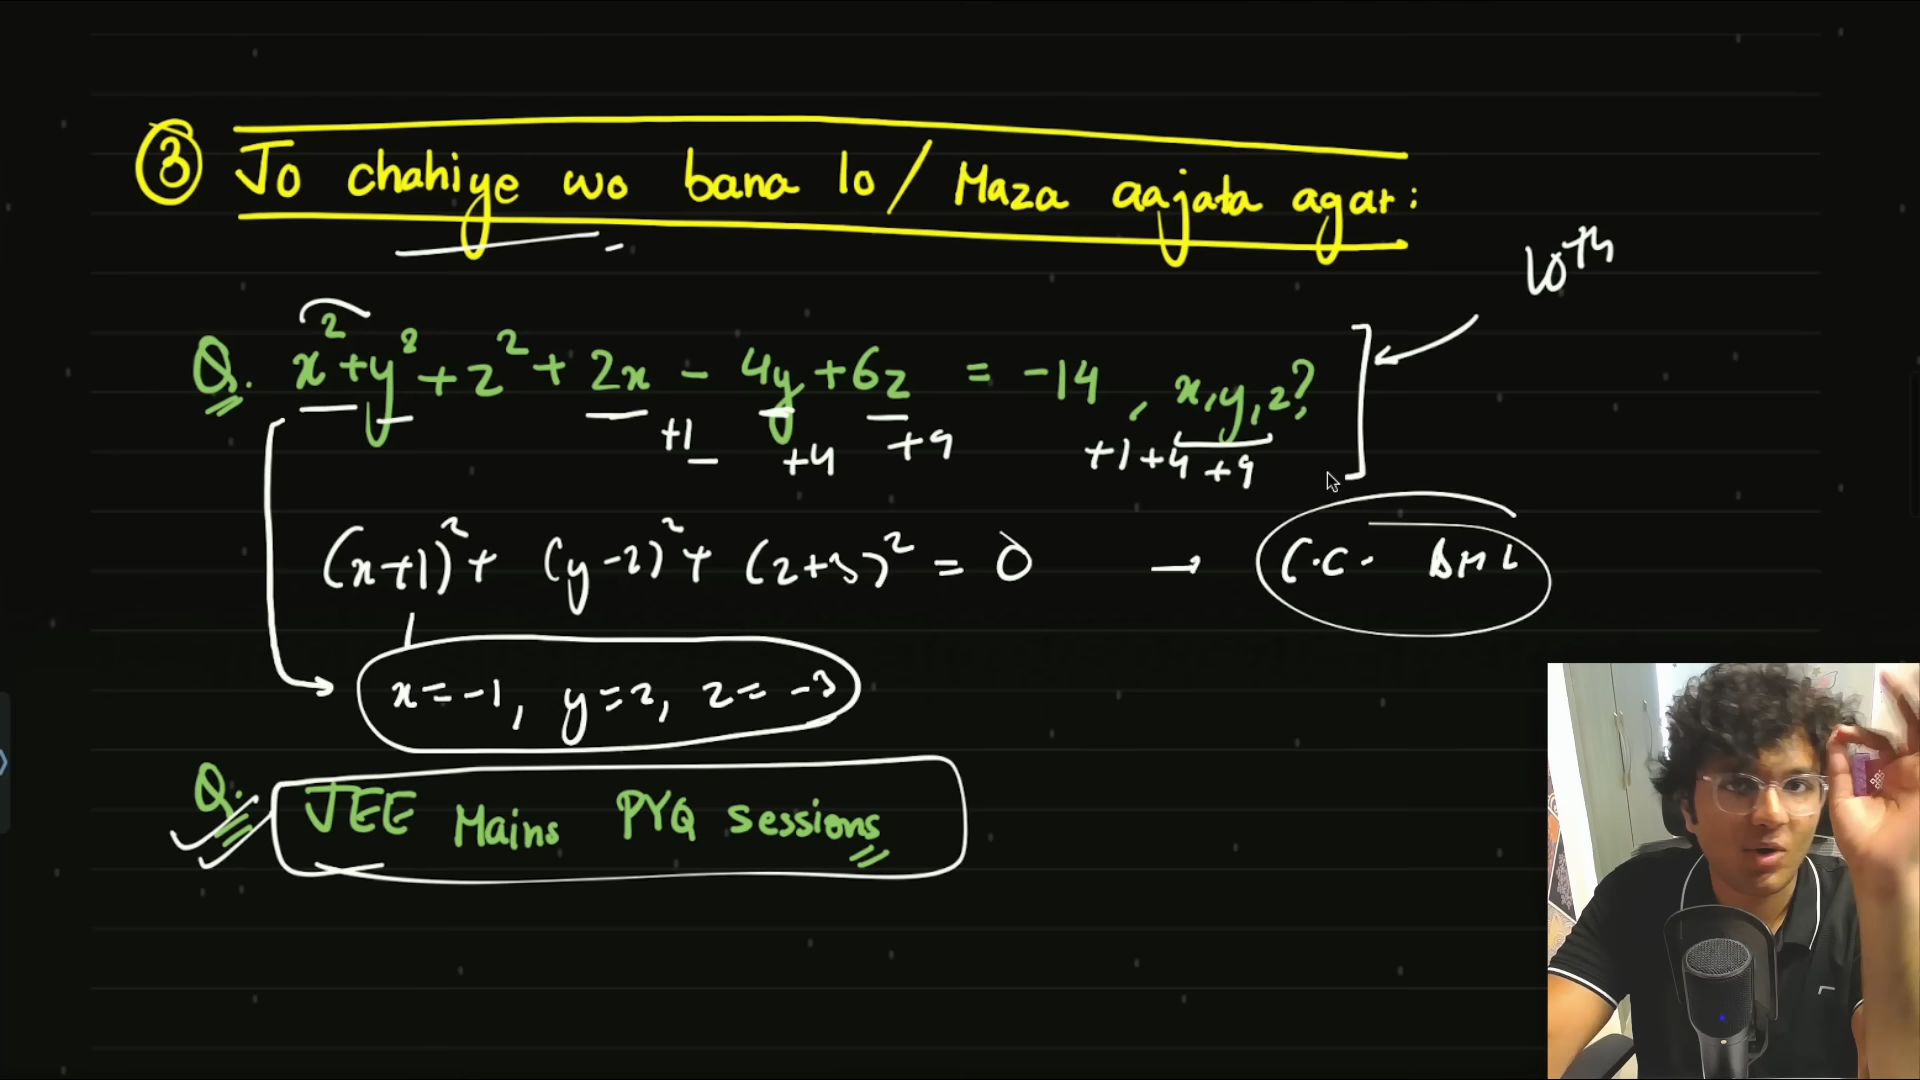 ③ Jo chahiye wo bana lo / Maza aajata agar:
10th
Q. x²+y²+z²+2x-4y+6z = -14, x,y,z?
+1 +4 +9 +1+4+9
(x+1)²+(y-2)²+(z+3)² = 0 →
x=-1, y=2, z=-3
Q. JEE Mains PYQ sessions